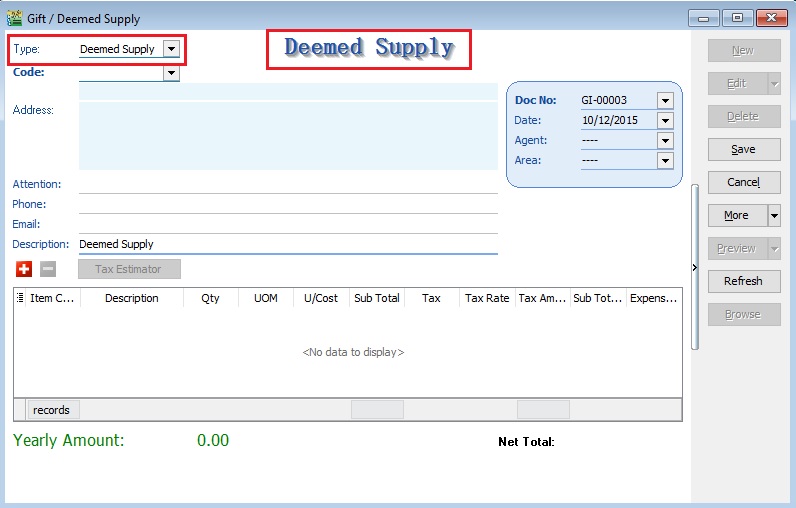 Gift / Deemed Supply
Type: Deemed Supply
Deemed Supply
Code:
Address:
Doc No: GI-00003
Date: 10/12/2015
Agent: ----
Area: ----
Attention:
Phone:
Email:
Description: Deemed Supply
Tax Estimator
Item C... Description Qty UOM U/Cost Sub Total Tax Tax Rate Tax Am... Sub Tot... Expens...
<No data to display>
records
Yearly Amount: 0.00 Net Total:
New
Edit
Delete
Save
Cancel
More
Preview
Refresh
Browse